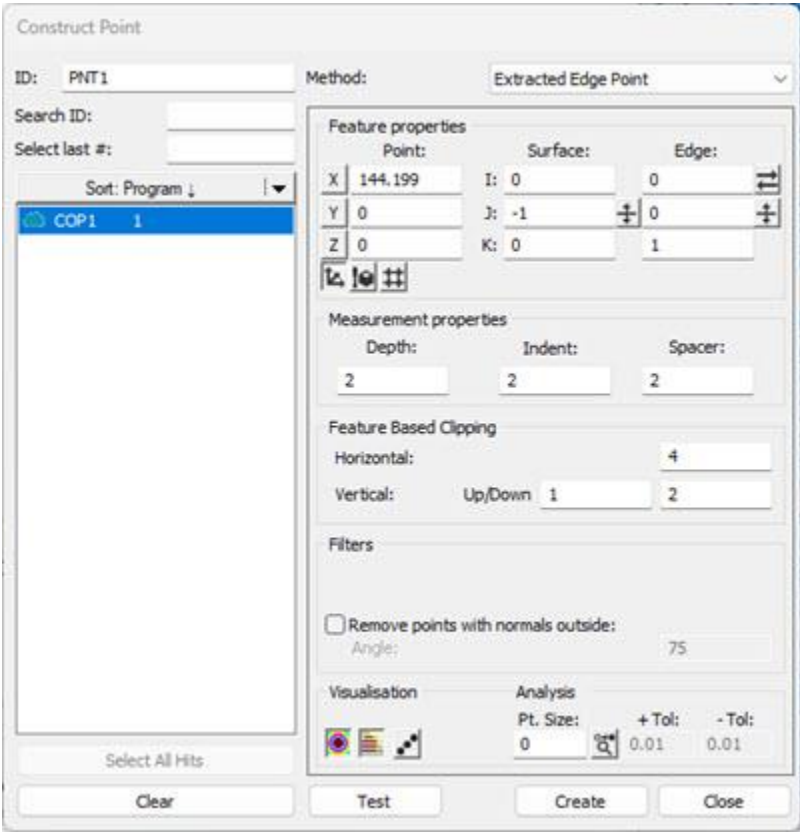 Construct Point
ID: PNT1
Method: Extracted Edge Point
Search ID:
Select last #:
Sort: Program ↓
COP1 1
Select All Hits
Clear
Feature properties
Point: Surface: Edge:
X 144.199 I: 0 0
Y 0 J: -1 0
Z 0 K: 0 1
Measurement properties
Depth: Indent: Spacer:
2 2 2
Feature Based Clipping
Horizontal: 4
Vertical: Up/Down 1 2
Filters
Remove points with normals outside:
Angle: 75
Visualisation
Analysis
Pt. Size: + Tol: - Tol:
0 0.01 0.01
Test Create Close